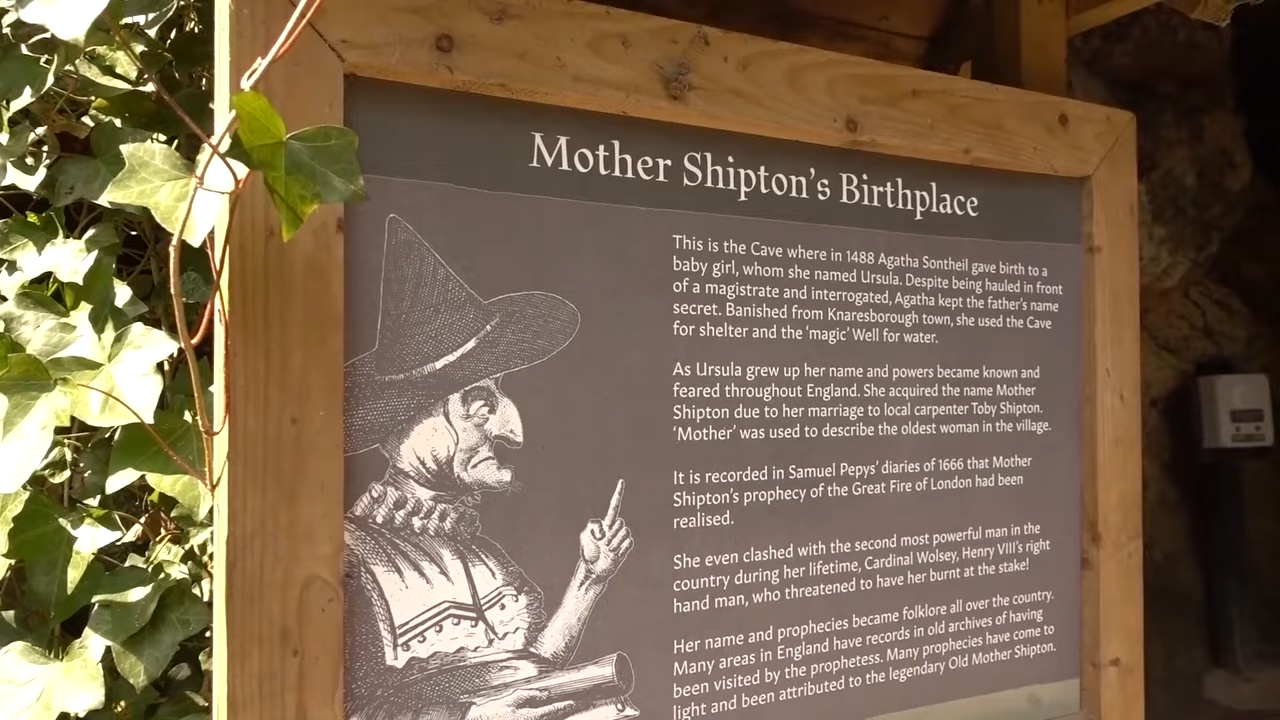 Mother Shipton's Birthplace
This is the Cave where in 1488 Agatha Sontheil gave birth to a
baby girl, whom she named Ursula. Despite being hauled in front
of a magistrate and interrogated, Agatha kept the father's name
secret. Banished from Knaresborough town, she used the Cave
for shelter and the 'magic' Well for water.
As Ursula grew up her name and powers became known and
feared throughout England. She acquired the name Mother
Shipton due to her marriage to local carpenter Toby Shipton.
'Mother' was used to describe the oldest woman in the village.
It is recorded in Samuel Pepys' diaries of 1666 that Mother
Shipton's prophecy of the Great Fire of London had been
realised.
She even clashed with the second most powerful man in the
country during her lifetime, Cardinal Wolsey, Henry VIII's right
hand man, who threatened to have her burnt at the stake!
Her name and prophecies became folklore all over the country.
Many areas in England have records in old archives of having
been visited by the prophetess. Many prophecies have come to
light and been attributed to the legendary Old Mother Shipton.